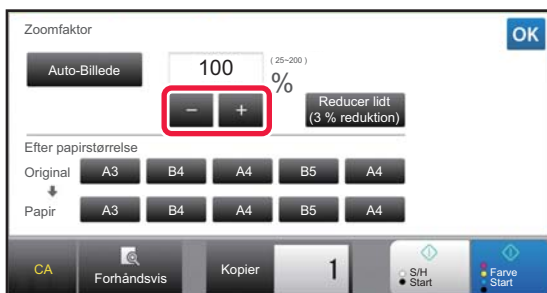 Zoomfaktor
OK
Auto-Billede
100
(25~200)
%
− +
Reducer lidt
(3 % reduktion)
Efter papirstørrelse
Original A3 B4 A4 B5 A4
Papir A3 B4 A4 B5 A4
CA
Forhåndsvis
Kopier
1
S/H
Start
Farve
Start